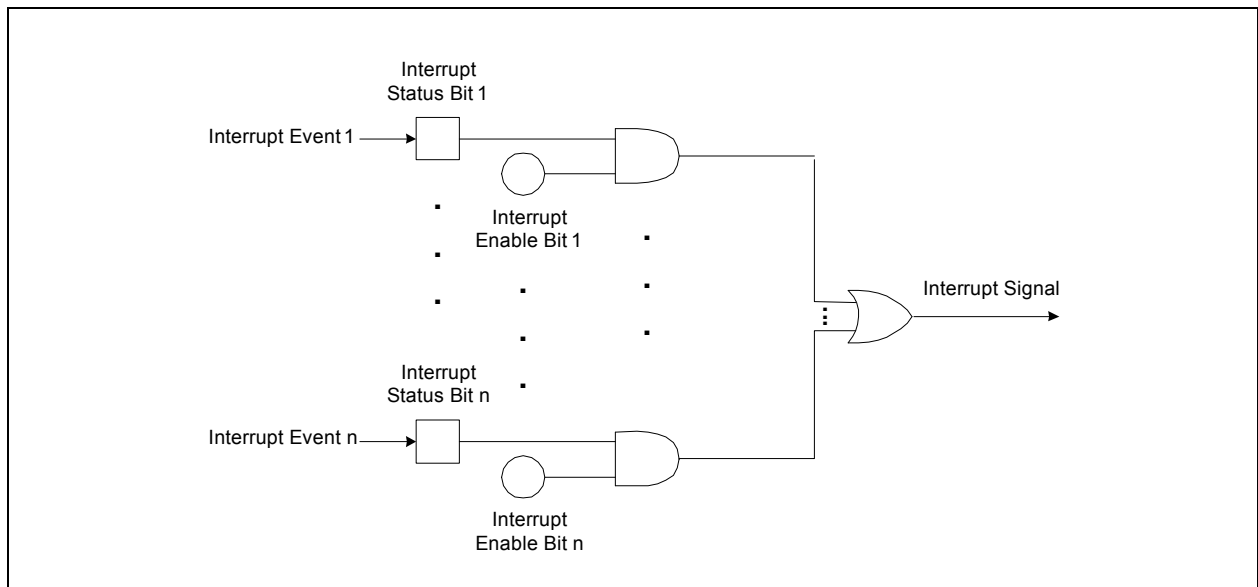 Interrupt
Status Bit 1
Interrupt Event 1
Interrupt
Enable Bit 1
Interrupt Signal
Interrupt
Status Bit n
Interrupt Event n
Interrupt
Enable Bit n